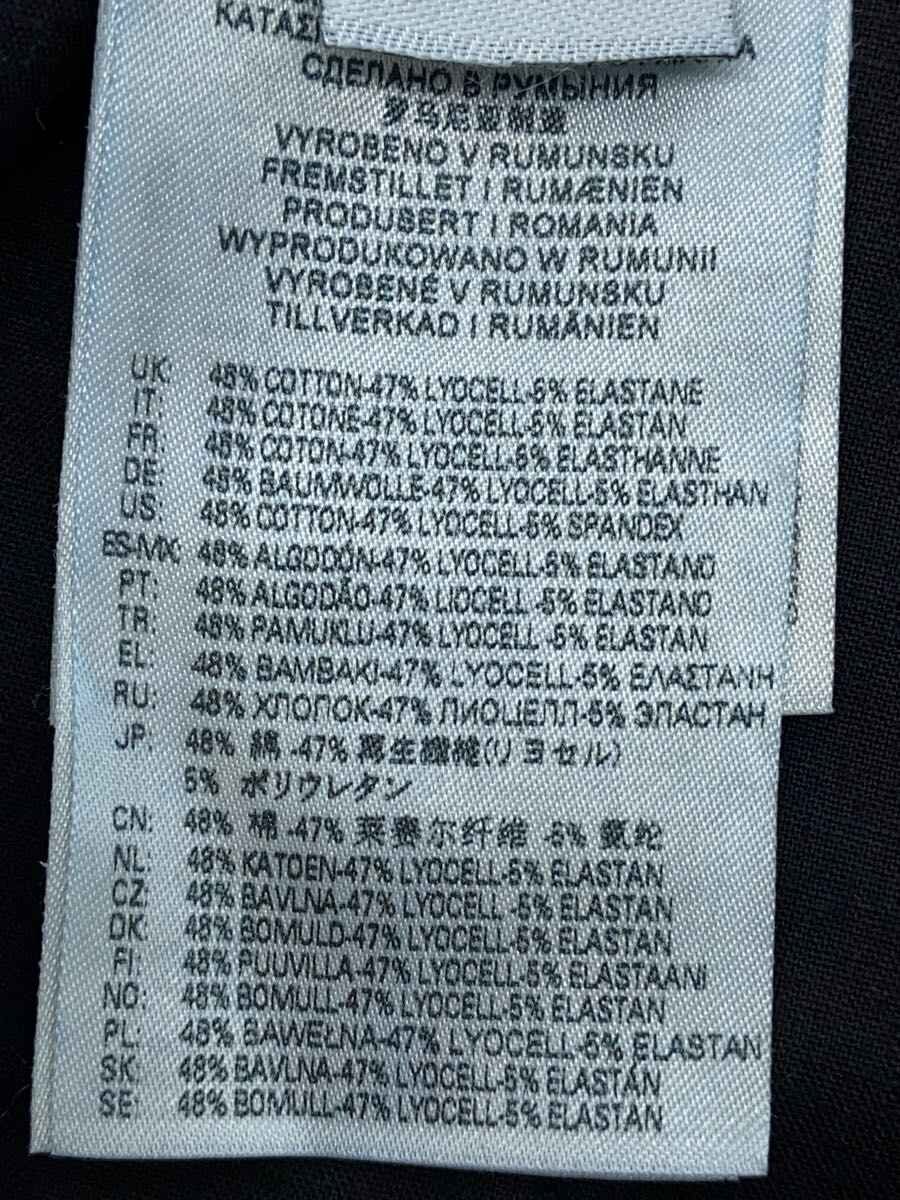 ΚΑΤΑΣ
СДЕЛАНО В РУМЫНИЯ
罗马尼亚制造
VYROBENO V RUMUNSKU
FREMSTILLET I RUMÆNIEN
PRODUSERT I ROMANIA
WYPRODUKOWANO W RUMUNII
VYROBENÉ V RUMUNSKU
TILLVERKAD I RUMÄNIEN
UK: 48% COTTON-47% LYOCELL-5% ELASTANE
IT: 48% COTONE-47% LYOCELL-5% ELASTAN
FR: 48% COTON-47% LYOCELL-5% ELASTHANNE
DE: 48% BAUMWOLLE-47% LYOCELL-5% ELASTHAN
US: 48% COTTON-47% LYOCELL-5% SPANDEX
ES-MX: 48% ALGODÓN-47% LYOCELL-5% ELASTANO
PT: 48% ALGODÃO-47% LIOCELL -5% ELASTANO
TR: 48% PAMUKLU-47% LYOCELL -5% ELASTAN
EL: 48% BAMBAKI-47% LYOCELL-5% ΕΛΑΣΤΑΝΗ
RU: 48% ХЛОПОК-47% ЛИОЦЕЛЛ-5% ЭЛАСТАН
JP: 48% 綿 -47% 再生繊維(リヨセル)
5% ポリウレタン
CN: 48% 棉 -47% 莱赛尔纤维 -5% 氨纶
NL: 48% KATOEN-47% LYOCELL-5% ELASTAN
CZ: 48% BAVLNA-47% LYOCELL -5% ELASTAN
DK: 48% BOMULD-47% LYOCELL-5% ELASTAN
FI: 48% PUUVILLA-47% LYOCELL-5% ELASTAANI
NO: 48% BOMULL-47% LYOCELL-5% ELASTAN
PL: 48% BAWEŁNA-47% LYOCELL-5% ELASTAN
SK: 48% BAVLNA-47% LYOCELL-5% ELASTÁN
SE: 48% BOMULL-47% LYOCELL-5% ELASTAN